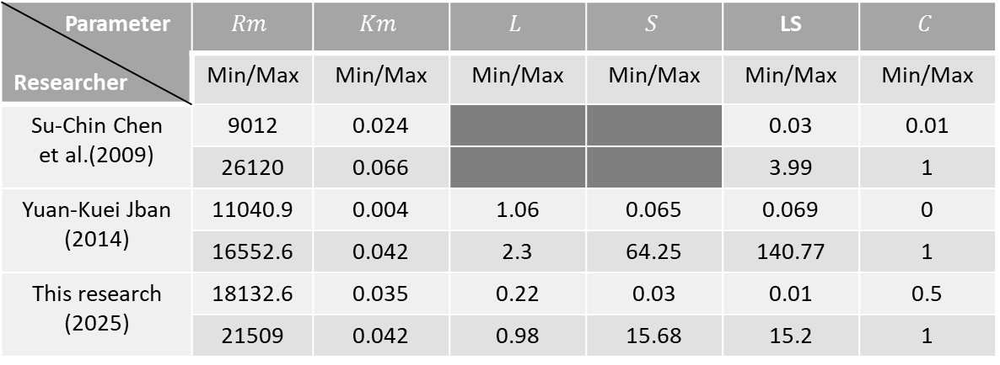 Parameter Rm Km L S LS C
Researcher Min/Max Min/Max Min/Max Min/Max Min/Max Min/Max
Su-Chin Chen et al.(2009) 9012 0.024 0.03 0.01
26120 0.066 3.99 1
Yuan-Kuei Jban (2014) 11040.9 0.004 1.06 0.065 0.069 0
16552.6 0.042 2.3 64.25 140.77 1
This research (2025) 18132.6 0.035 0.22 0.03 0.01 0.5
21509 0.042 0.98 15.68 15.2 1